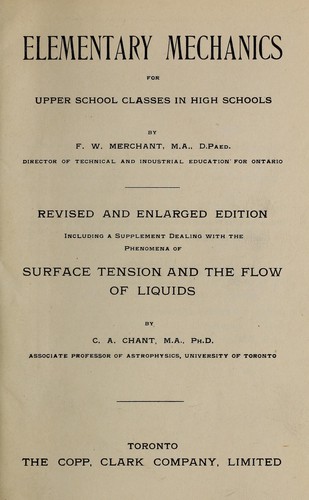 ELEMENTARY MECHANICS
FOR
UPPER SCHOOL CLASSES IN HIGH SCHOOLS
BY
F. W. MERCHANT, M.A., D.PAED.
DIRECTOR OF TECHNICAL AND INDUSTRIAL EDUCATION FOR ONTARIO
REVISED AND ENLARGED EDITION
INCLUDING A SUPPLEMENT DEALING WITH THE
PHENOMENA OF
SURFACE TENSION AND THE FLOW
OF LIQUIDS
BY
C. A. CHANT, M.A., PH.D.
ASSOCIATE PROFESSOR OF ASTROPHYSICS, UNIVERSITY OF TORONTO
TORONTO
THE COPP, CLARK COMPANY, LIMITED